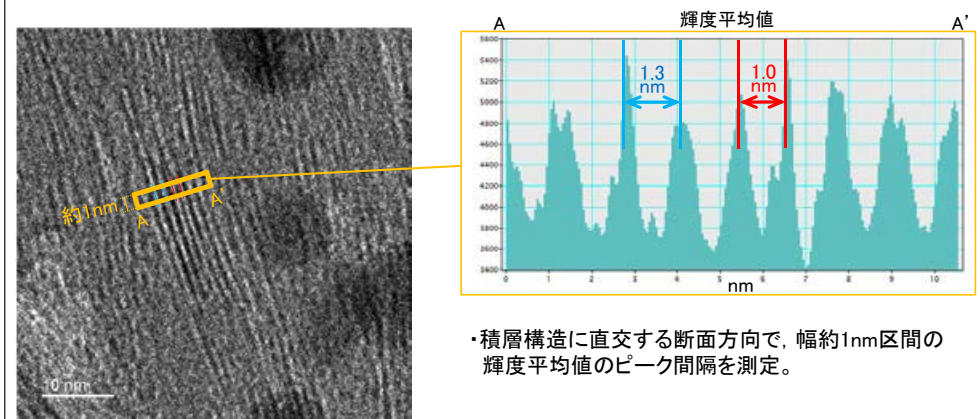 A
輝度平均値
A'
5600
5400
5200
5000
4800
4600
4400
4200
4000
3800
3600
3400
1.3
nm
1.0
nm
0
1
2
3
4
5
6
7
8
9
10
nm
約1nm
A
A'
10 nm
・積層構造に直交する断面方向で，幅約1nm区間の
輝度平均値のピーク間隔を測定。